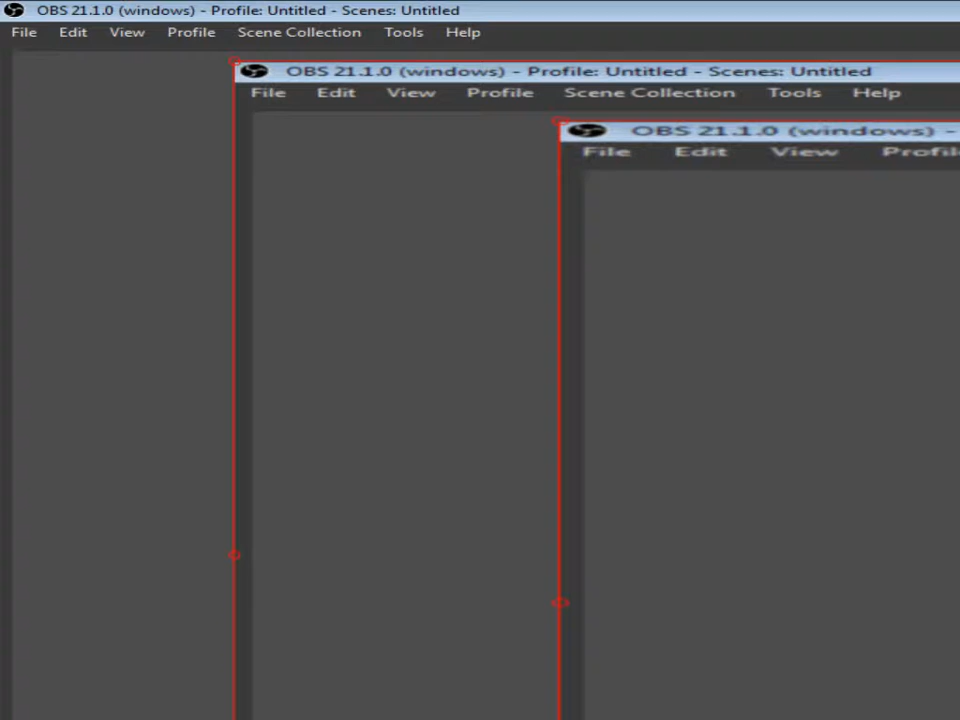 OBS 21.1.0 (windows) - Profile: Untitled - Scenes: Untitled
File Edit View Profile Scene Collection Tools Help
OBS 21.1.0 (windows) - Profile: Untitled - Scenes: Untitled
File Edit View Profile Scene Collection Tools Help
OBS 21.1.0 (windows) -
File Edit View Profil